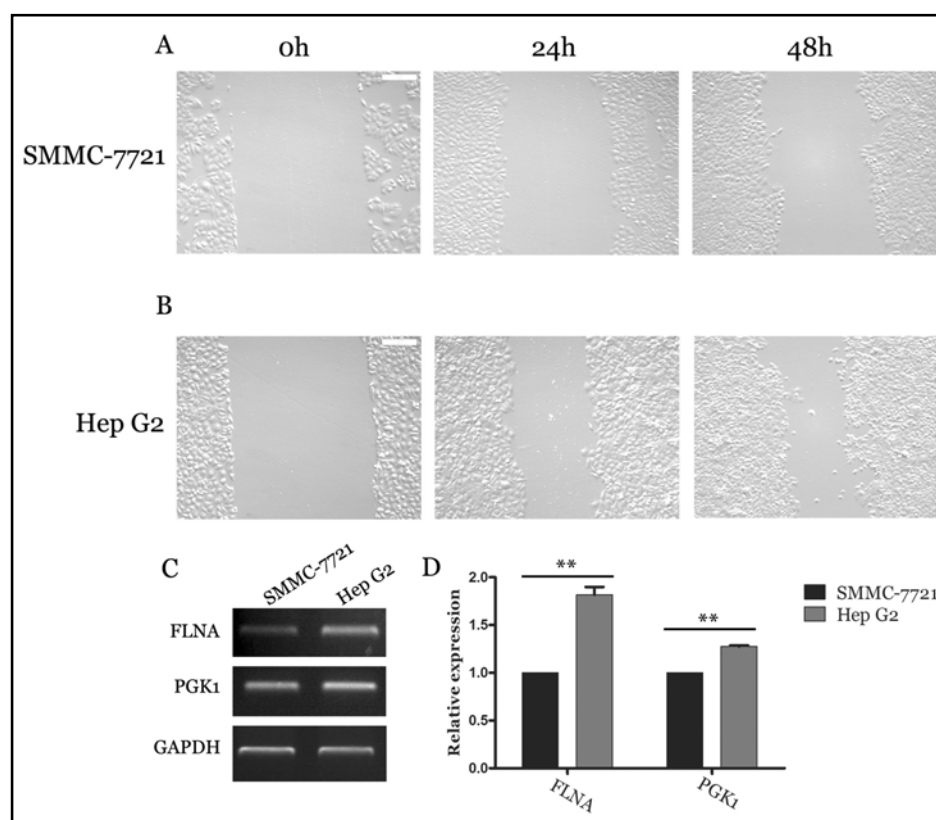 A
0h 24h 48h
SMMC-7721
B
Hep G2
C
SMMC-7721 Hep G2
FLNA
PGK1
GAPDH
D
Relative expression
2.0
1.5
1.0
0.5
0.0
**
**
FLNA
PGK1
SMMC-7721
Hep G2